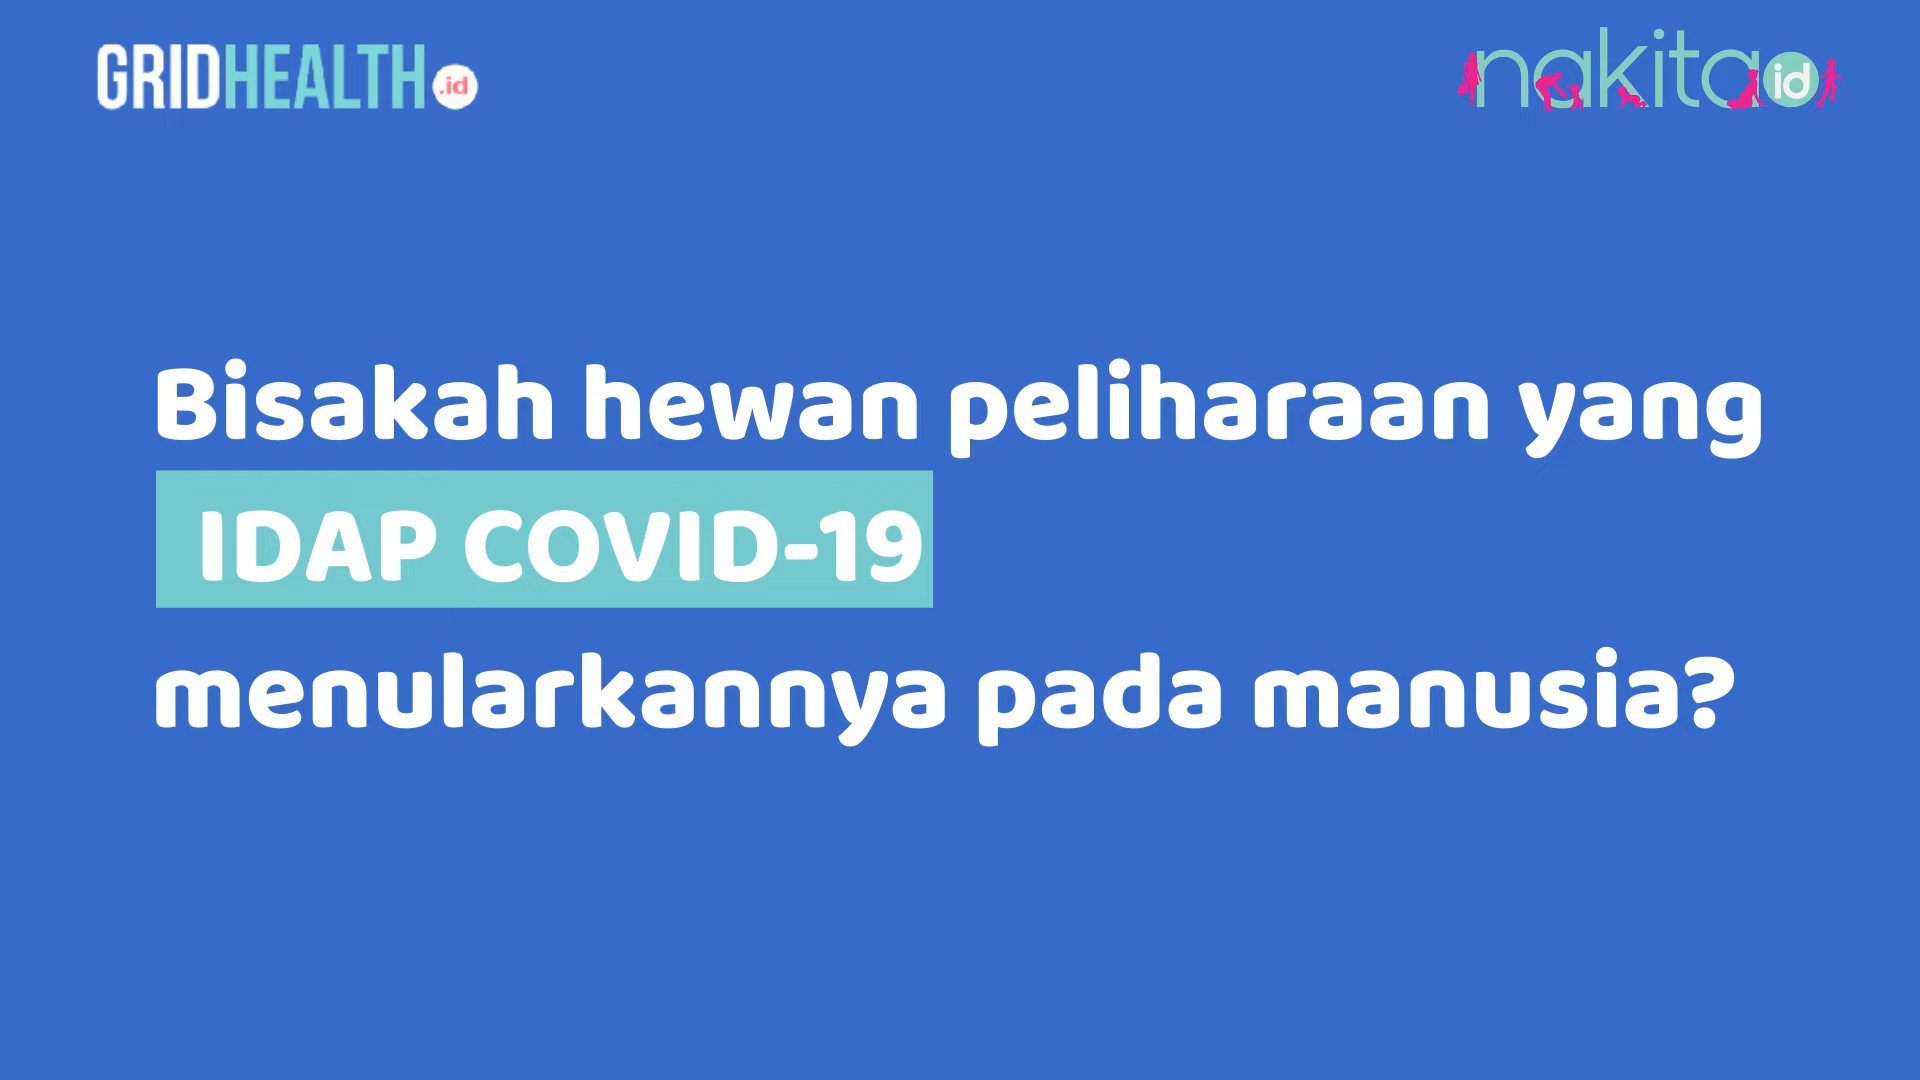 GRIDHEALTH.id
nakita id
Bisakah hewan peliharaan yang
IDAP COVID-19
menularkannya pada manusia?